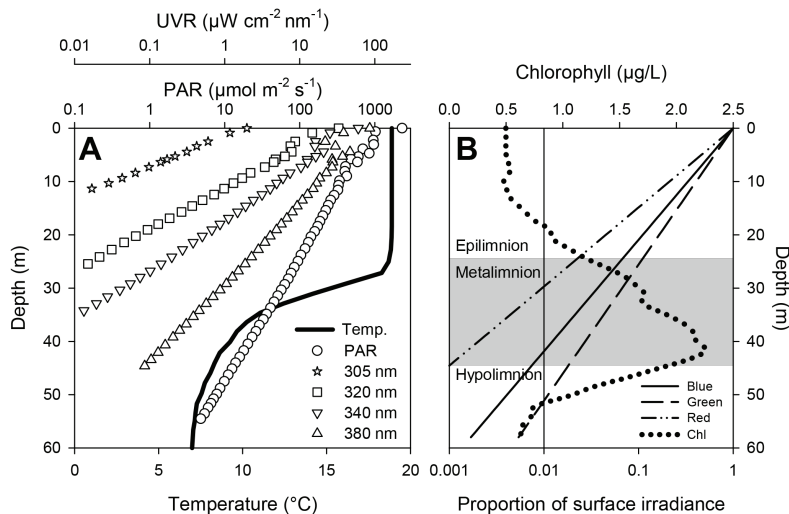 UVR (µW cm-2 nm-1)
0.01 0.1 1 10 100
PAR (µmol m-2 s-1)
0.1 1 10 100 1000
A
0
10
20
30
40
50
60
Depth (m)
Temp.
PAR
305 nm
320 nm
340 nm
380 nm
0 5 10 15 20
Temperature (°C)
Chlorophyll (µg/L)
0.0 0.5 1.0 1.5 2.0 2.5
B
Epilimnion
Metalimnion
Hypolimnion
Blue
Green
Red
Chl
0
10
20
30
40
50
60
Depth (m)
0.001 0.01 0.1 1
Proportion of surface irradiance